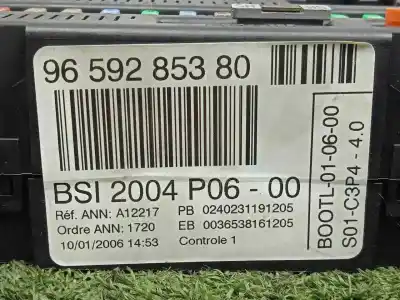 96 592 853 80
BSI 2004 P06 - 00
Réf. ANN: A12217 PB 0240231191205
Ordre ANN: 1720 EB 0036538161205
10/01/2006 14:53 Controle 1
BOOTL-01-06-00
S01-C3P4 - 4.0